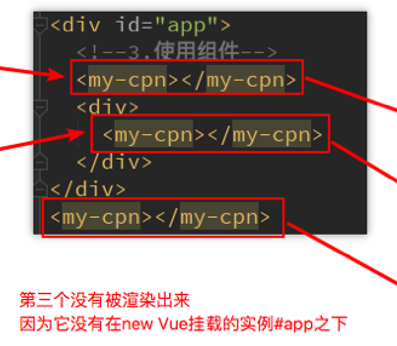 <div id="app">
<!--3.使用组件-->
<my-cpn></my-cpn>
<div>
<my-cpn></my-cpn>
</div>
</div>
<my-cpn></my-cpn>
第三个没有被渲染出来
因为它没有在new Vue挂载的实例#app之下